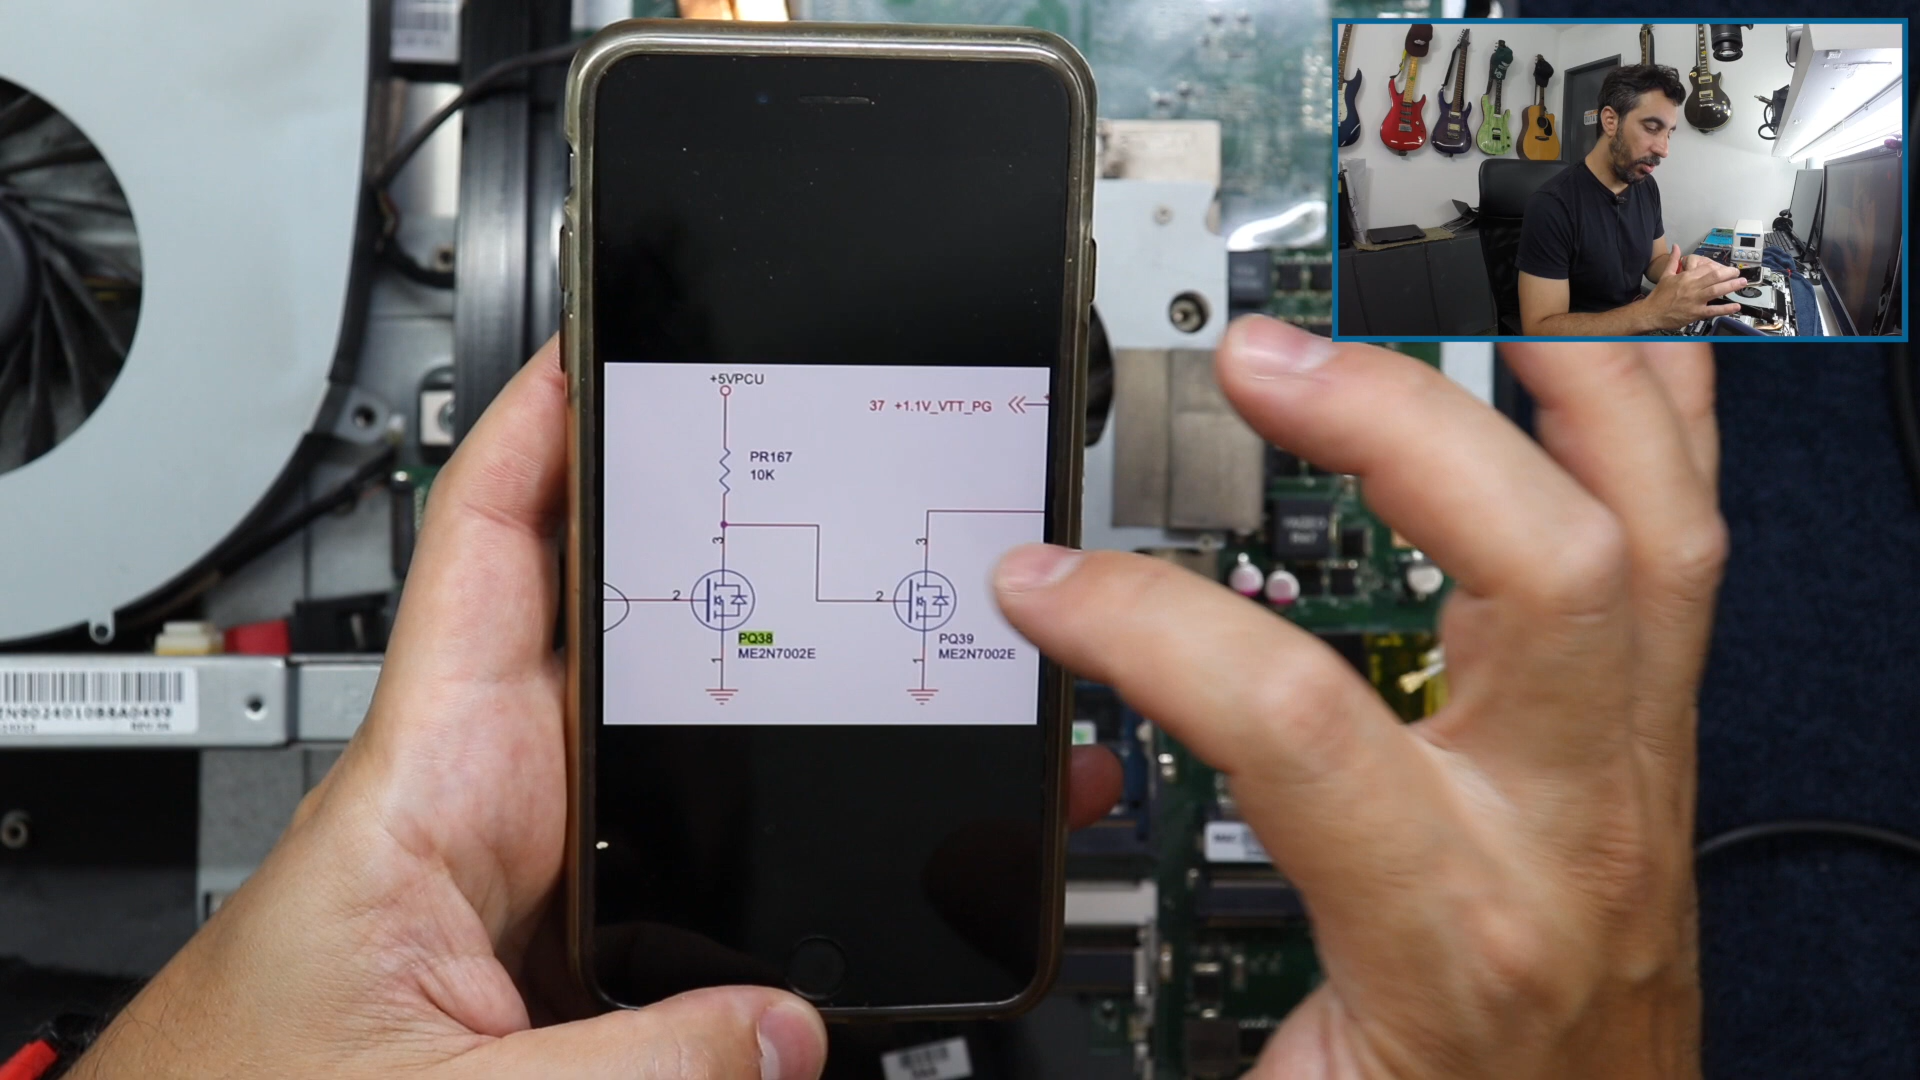 +5VPCU
37 +1.1V_VTT_PG
PR167
10K
3
3
2
2
PQ38
ME2N7002E
PQ39
ME2N7002E
1
1